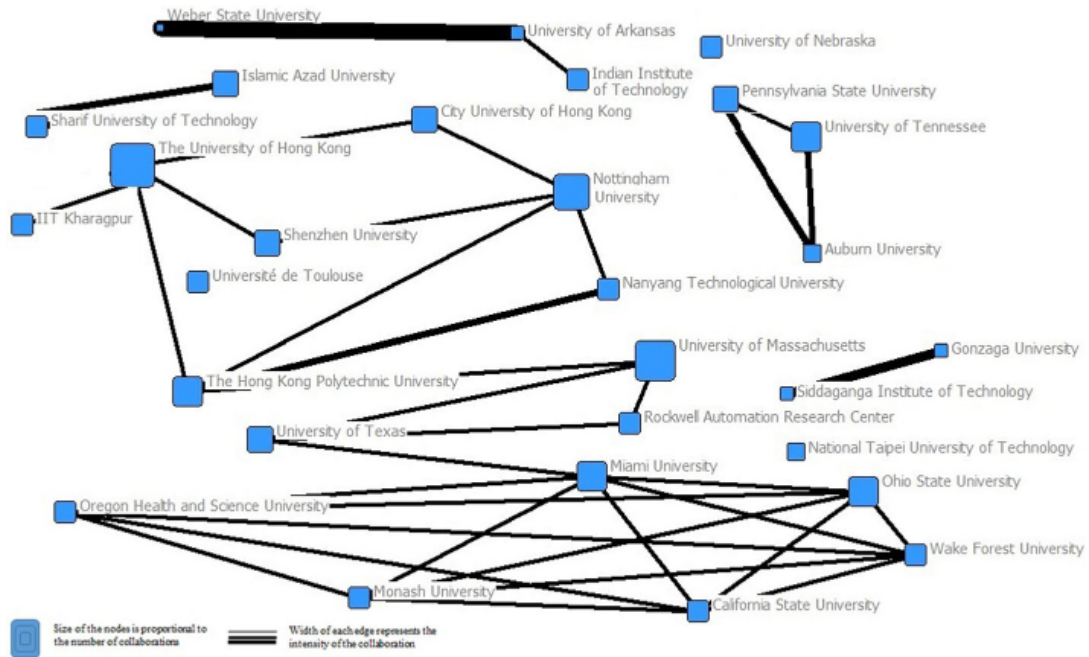 Weber State University
University of Arkansas
University of Nebraska
Islamic Azad University
Indian Institute
of Technology
Pennsylvania State University
Sharif University of Technology
City University of Hong Kong
University of Tennessee
The University of Hong Kong
Nottingham
University
IIT Kharagpur
Shenzhen University
Auburn University
Université de Toulouse
Nanyang Technological University
University of Massachusetts
Gonzaga University
The Hong Kong Polytechnic University
Siddaganga Institute of Technology
Rockwell Automation Research Center
University of Texas
National Taipei University of Technology
Miami University
Ohio State University
Oregon Health and Science University
Wake Forest University
Monash University
California State University
Size of the nodes is proportional to
the number of collaborations
Width of each edge represents the
intensity of the collaboration